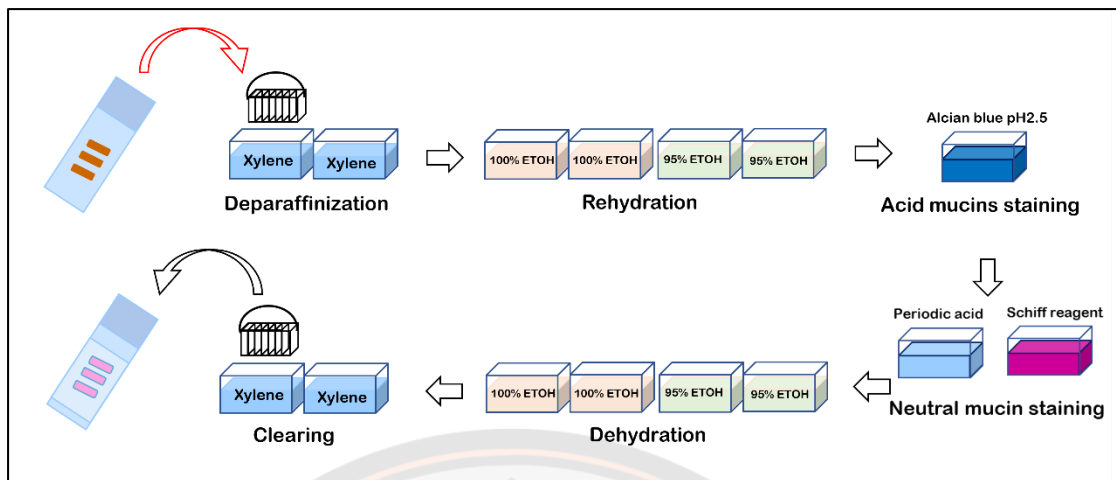 Xylene
Xylene
Deparaffinization
100% ETOH
100% ETOH
95% ETOH
95% ETOH
Rehydration
Alcian blue pH2.5
Acid mucins staining
Periodic acid
Schiff reagent
Neutral mucin staining
100% ETOH
100% ETOH
95% ETOH
95% ETOH
Dehydration
Xylene
Xylene
Clearing